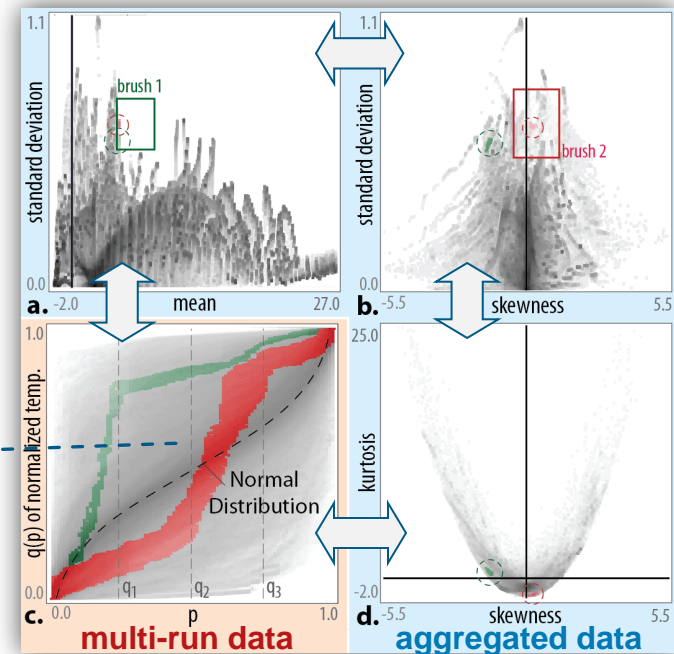 1.1
standard deviation
brush 1
0.0
a.
-2.0
mean
27.0
1.1
standard deviation
brush 2
0.0
b.
-5.5
skewness
5.5
1.0
q(p) of normalized temp.
Normal
Distribution
0.0
q1
q2
q3
c.
0.0
p
1.0
multi-run data
25.0
kurtosis
-2.0
d.
-5.5
skewness
5.5
aggregated data